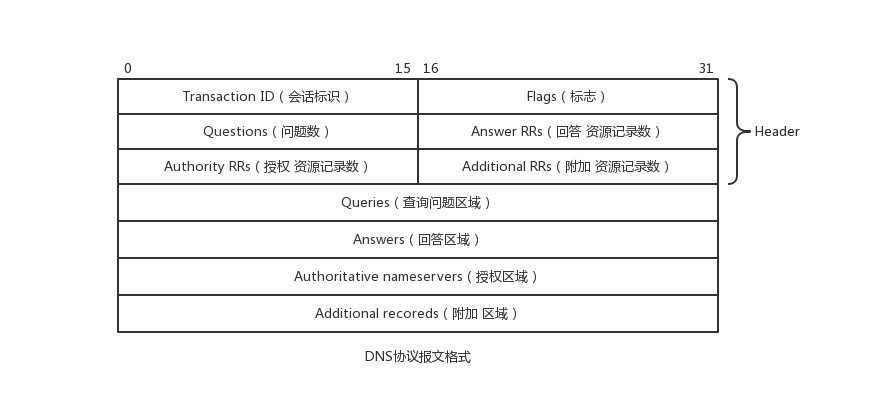 0 15 16 31
Transaction ID（会话标识） Flags（标志）
Header
Questions（问题数） Answer RRs（回答 资源记录数）
Authority RRs（授权 资源记录数） Additional RRs（附加 资源记录数）
Queries（查询问题区域）
Answers（回答区域）
Authoritative nameservers（授权区域）
Additional recoreds（附加 区域）
DNS协议报文格式